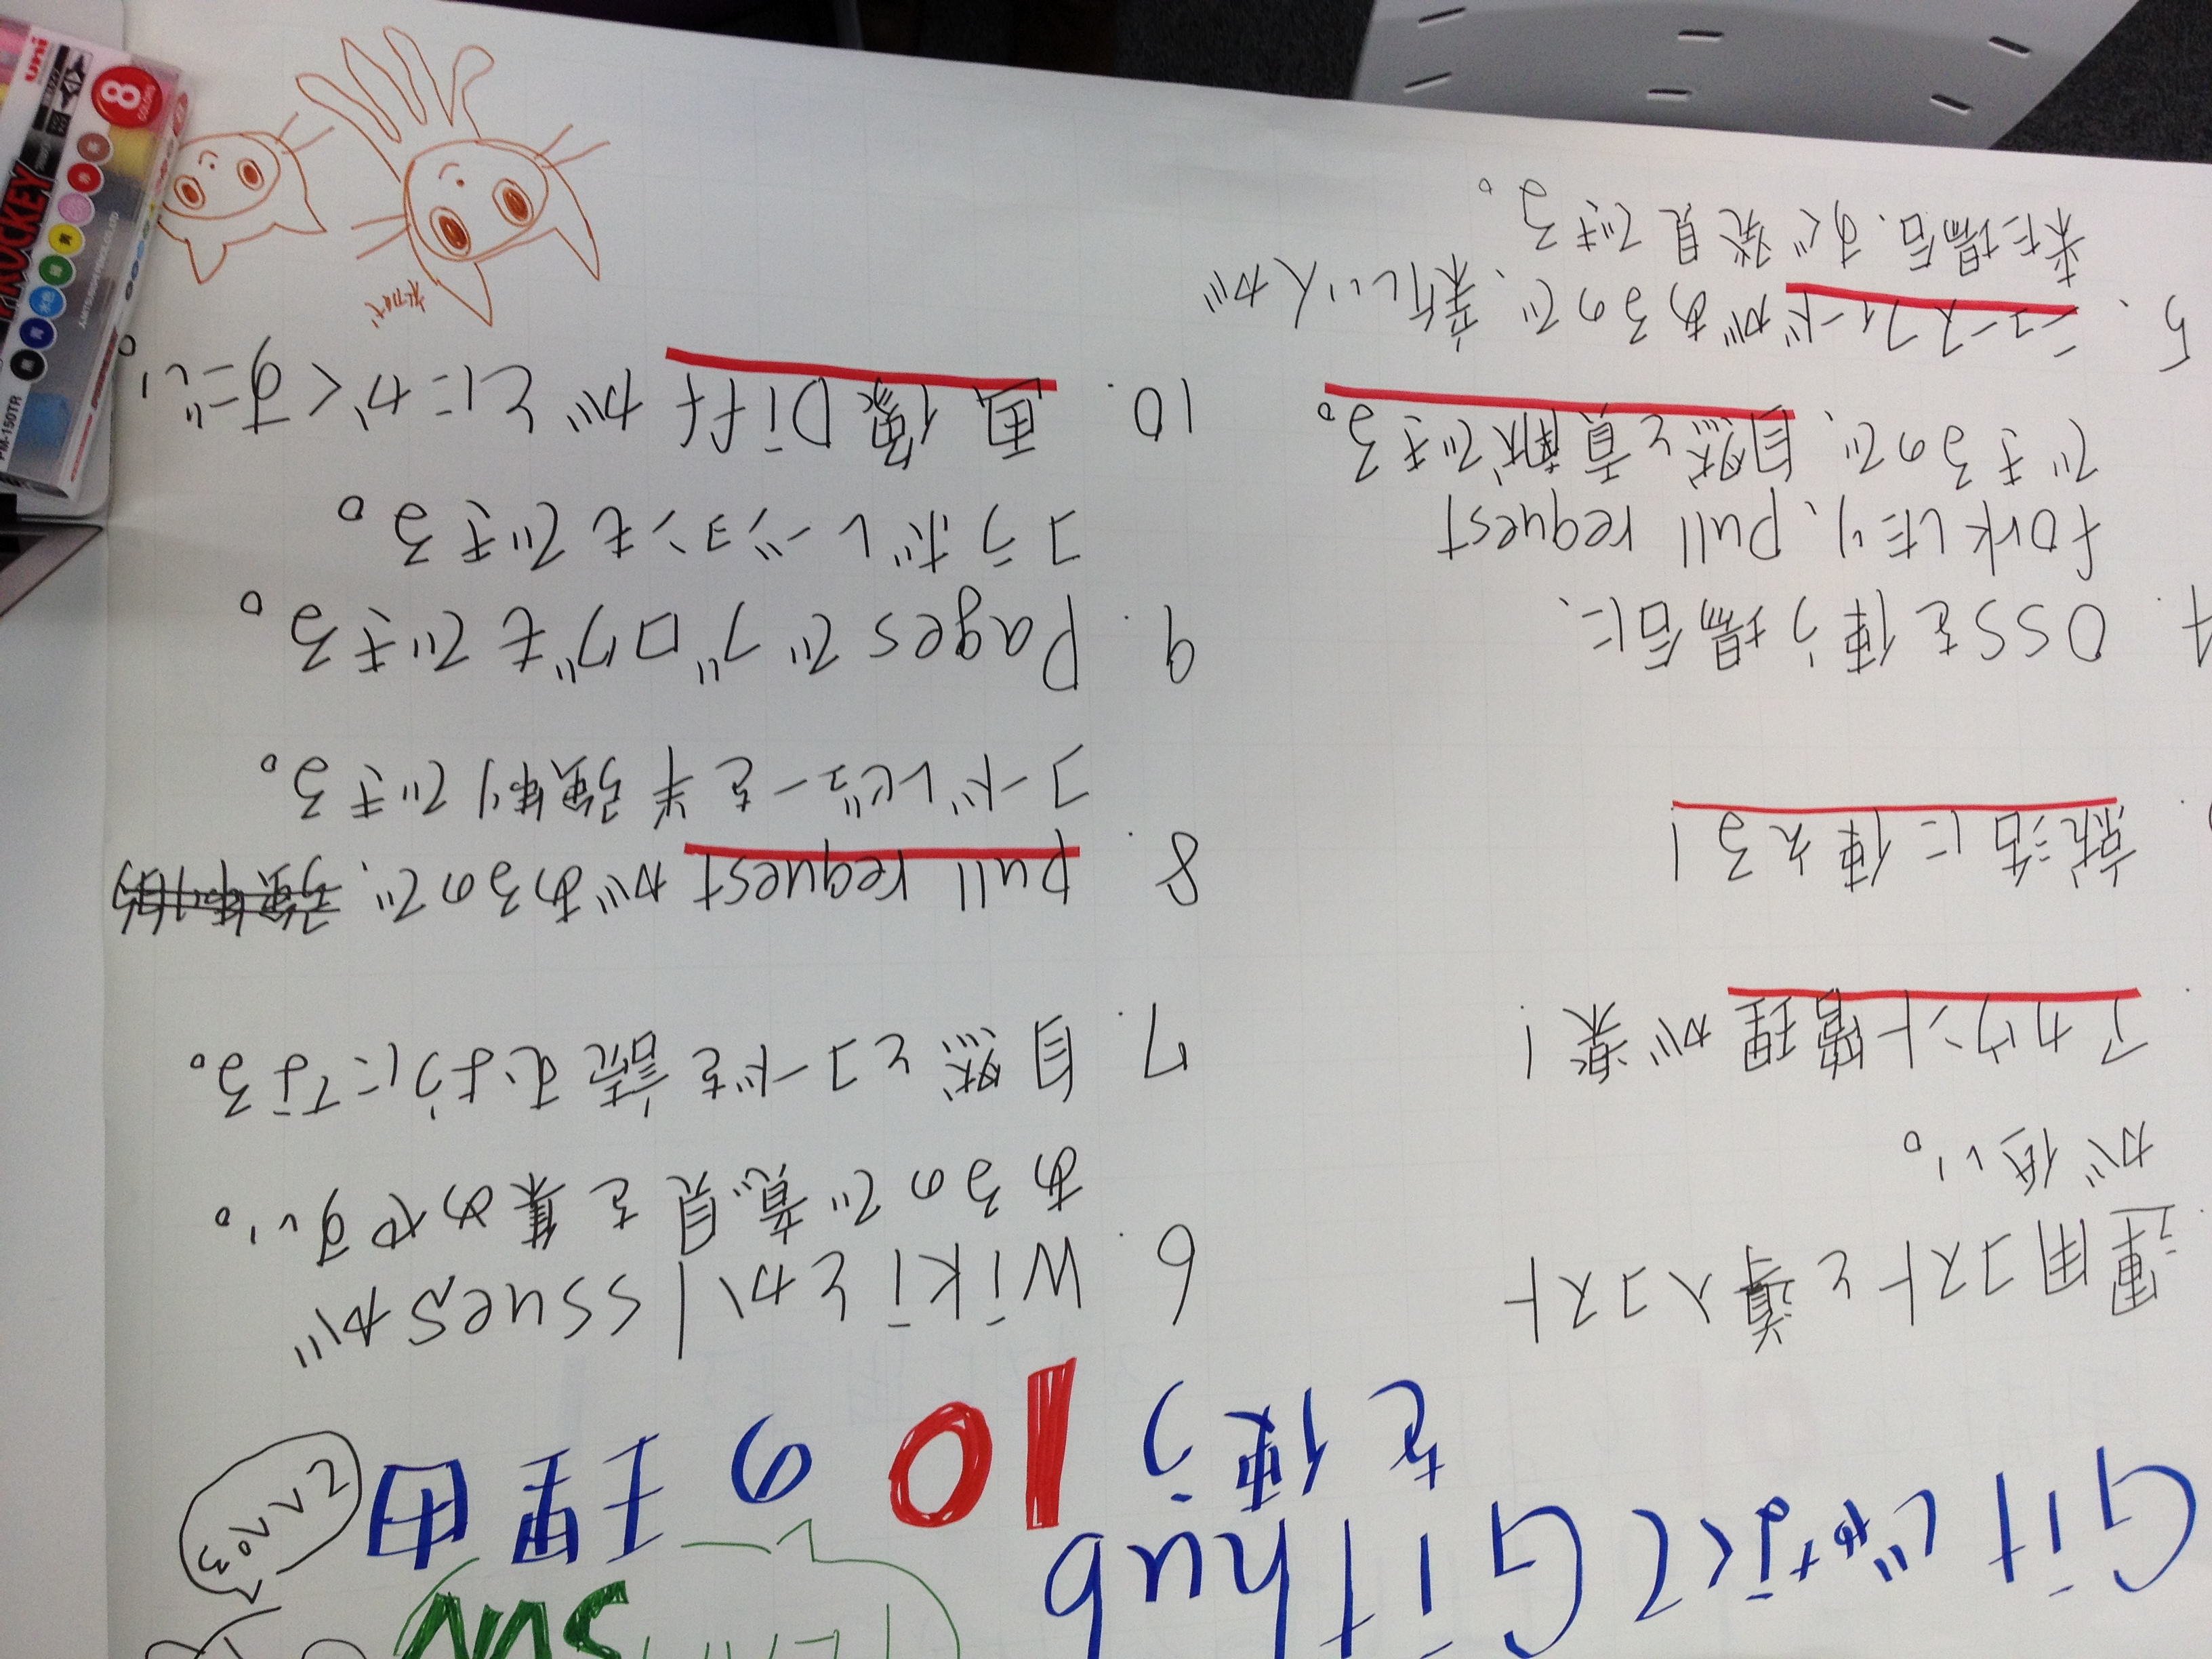 TEAM SVN
Gitじゃなくて Github
を使う 10 の理由
てへぺろ
運用コストと導入コスト
が低い。
アカウント管理が楽!
就活に使える!
4. OSSを使う場合に、
forkしたり、pull request
できるので、自然と貢献できる。
5、ニュースフィードがあるので、新しい人が
来た場合、すぐ発見できる。
6. WikiとかIssuesが
あるので意見を集めやすい。
7. 自然とコードを読むようになる。
8. pull requestがあるので、強制的
コードレビューを半強制できる。
9. Pagesでブログもできる。
コラボレーションもできる。
10. 画像Diffがとにかくすごい。
初代
PM-150TR
PROCKEY
8
COLORS
uni